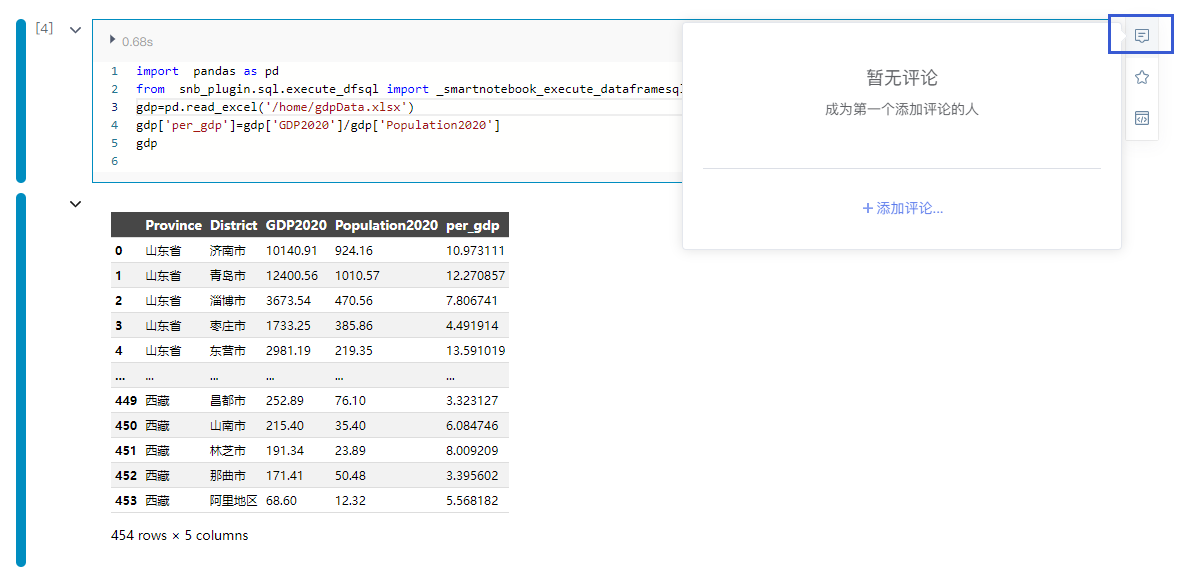 [4]
0.68s
1 import  pandas as pd
2 from  snb_plugin.sql.execute_dfsql import _smartnotebook_execute_dataframesql
3 gdp=pd.read_excel('/home/gdpData.xlsx')
4 gdp['per_gdp']=gdp['GDP2020']/gdp['Population2020']
5 gdp
6
暂无评论
成为第一个添加评论的人
+ 添加评论...
Province District GDP2020 Population2020 per_gdp
0 山东省 济南市 10140.91 924.16 10.973111
1 山东省 青岛市 12400.56 1010.57 12.270857
2 山东省 淄博市 3673.54 470.56 7.806741
3 山东省 枣庄市 1733.25 385.86 4.491914
4 山东省 东营市 2981.19 219.35 13.591019
... ... ... ... ... ...
449 西藏 昌都市 252.89 76.10 3.323127
450 西藏 山南市 215.40 35.40 6.084746
451 西藏 林芝市 191.34 23.89 8.009209
452 西藏 那曲市 171.41 50.48 3.395602
453 西藏 阿里地区 68.60 12.32 5.568182
454 rows × 5 columns